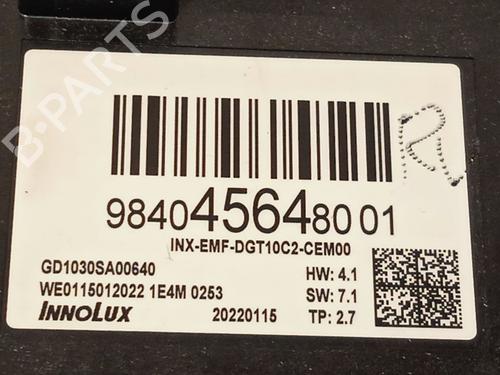 B-PARTS
R
9840456480 01
INX-EMF-DGT10C2-CEM00
GD1030SA00640
HW: 4.1
WE0115012022 1E4M 0253
SW: 7.1
INNOLUX
20220115
TP: 2.7